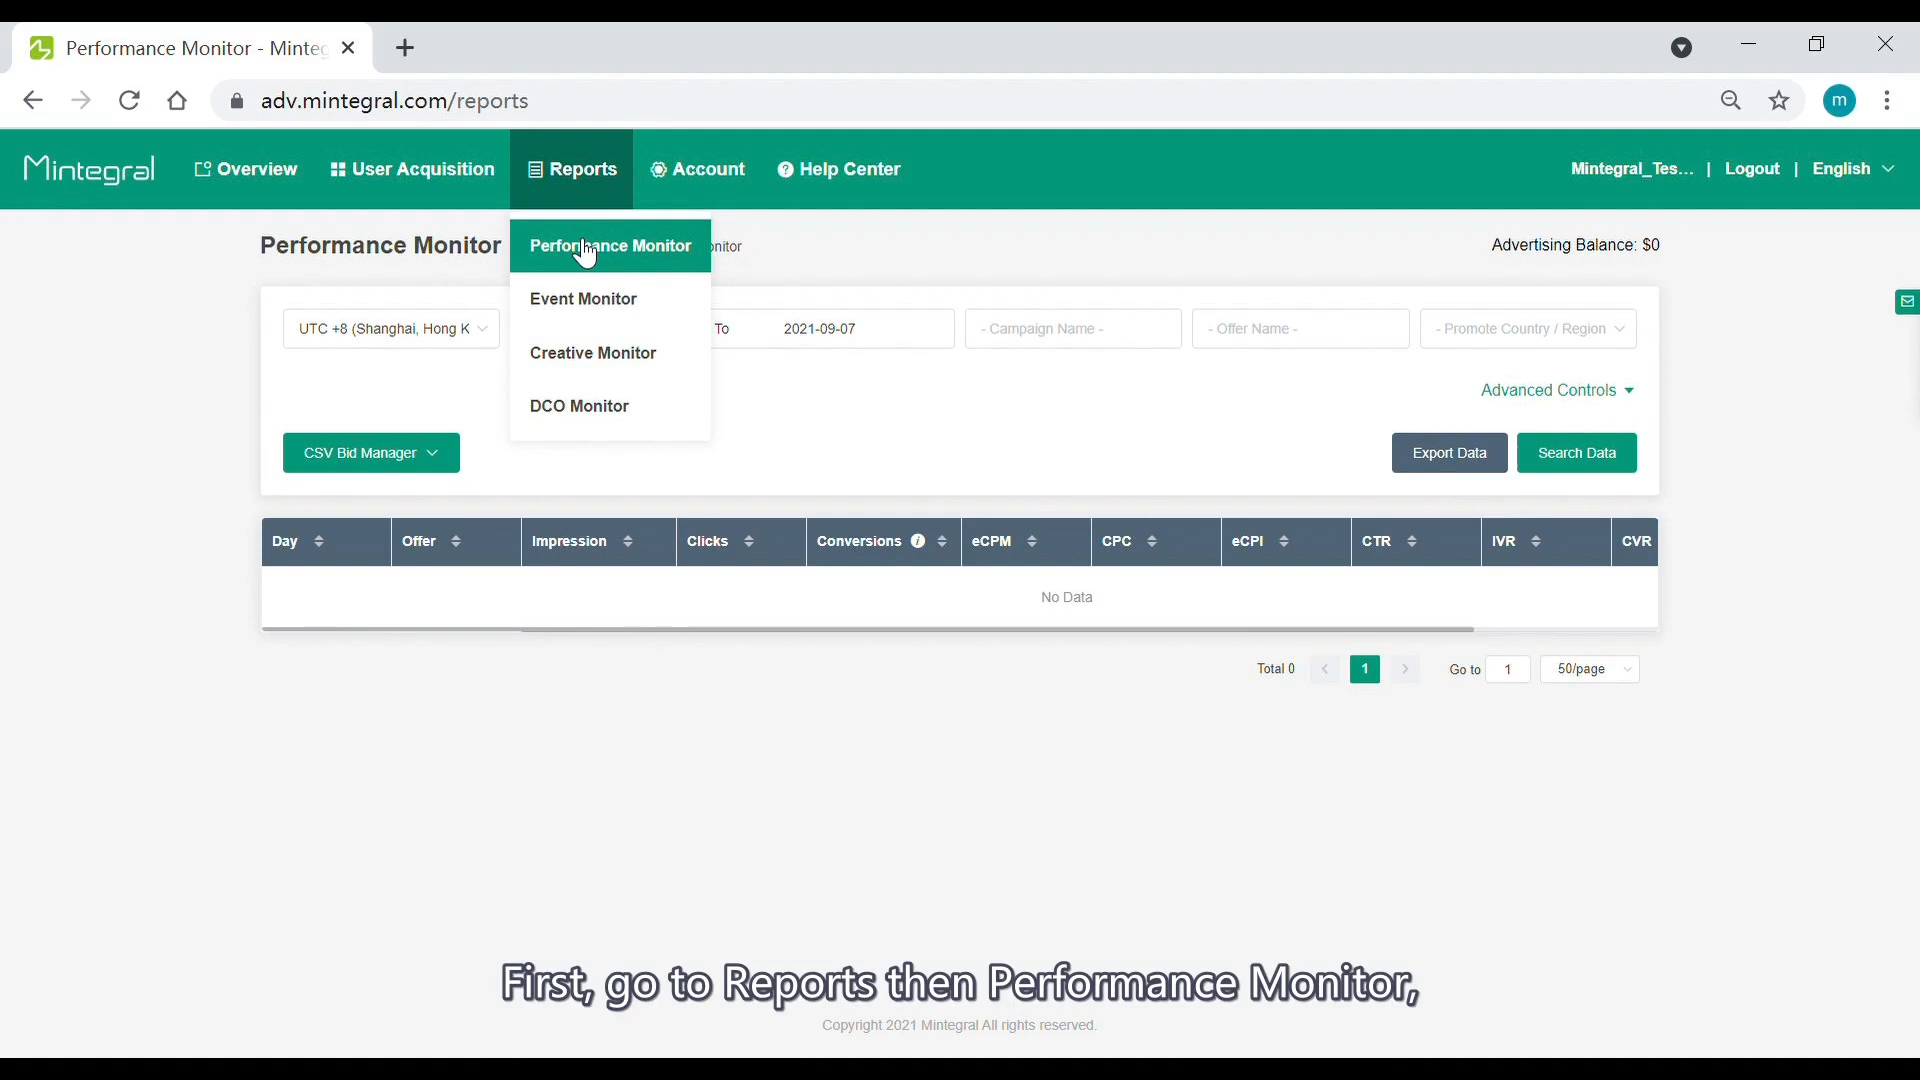 Performance Monitor - Minteg
adv.mintegral.com/reports
m
Mintegral
Overview
User Acquisition
Reports
Account
Help Center
Mintegral_Tes... | Logout | English
Performance Monitor
Performance Monitor
onitor
Advertising Balance: $0
Event Monitor
Creative Monitor
DCO Monitor
UTC +8 (Shanghai, Hong K
To
2021-09-07
- Campaign Name -
- Offer Name -
- Promote Country / Region
Advanced Controls
CSV Bid Manager
Export Data
Search Data
Day
Offer
Impression
Clicks
Conversions
eCPM
CPC
eCPI
CTR
IVR
CVR
No Data
Total 0
1
Go to
1
50/page
First, go to Reports then Performance Monitor,
Copyright 2021 Mintegral All rights reserved.